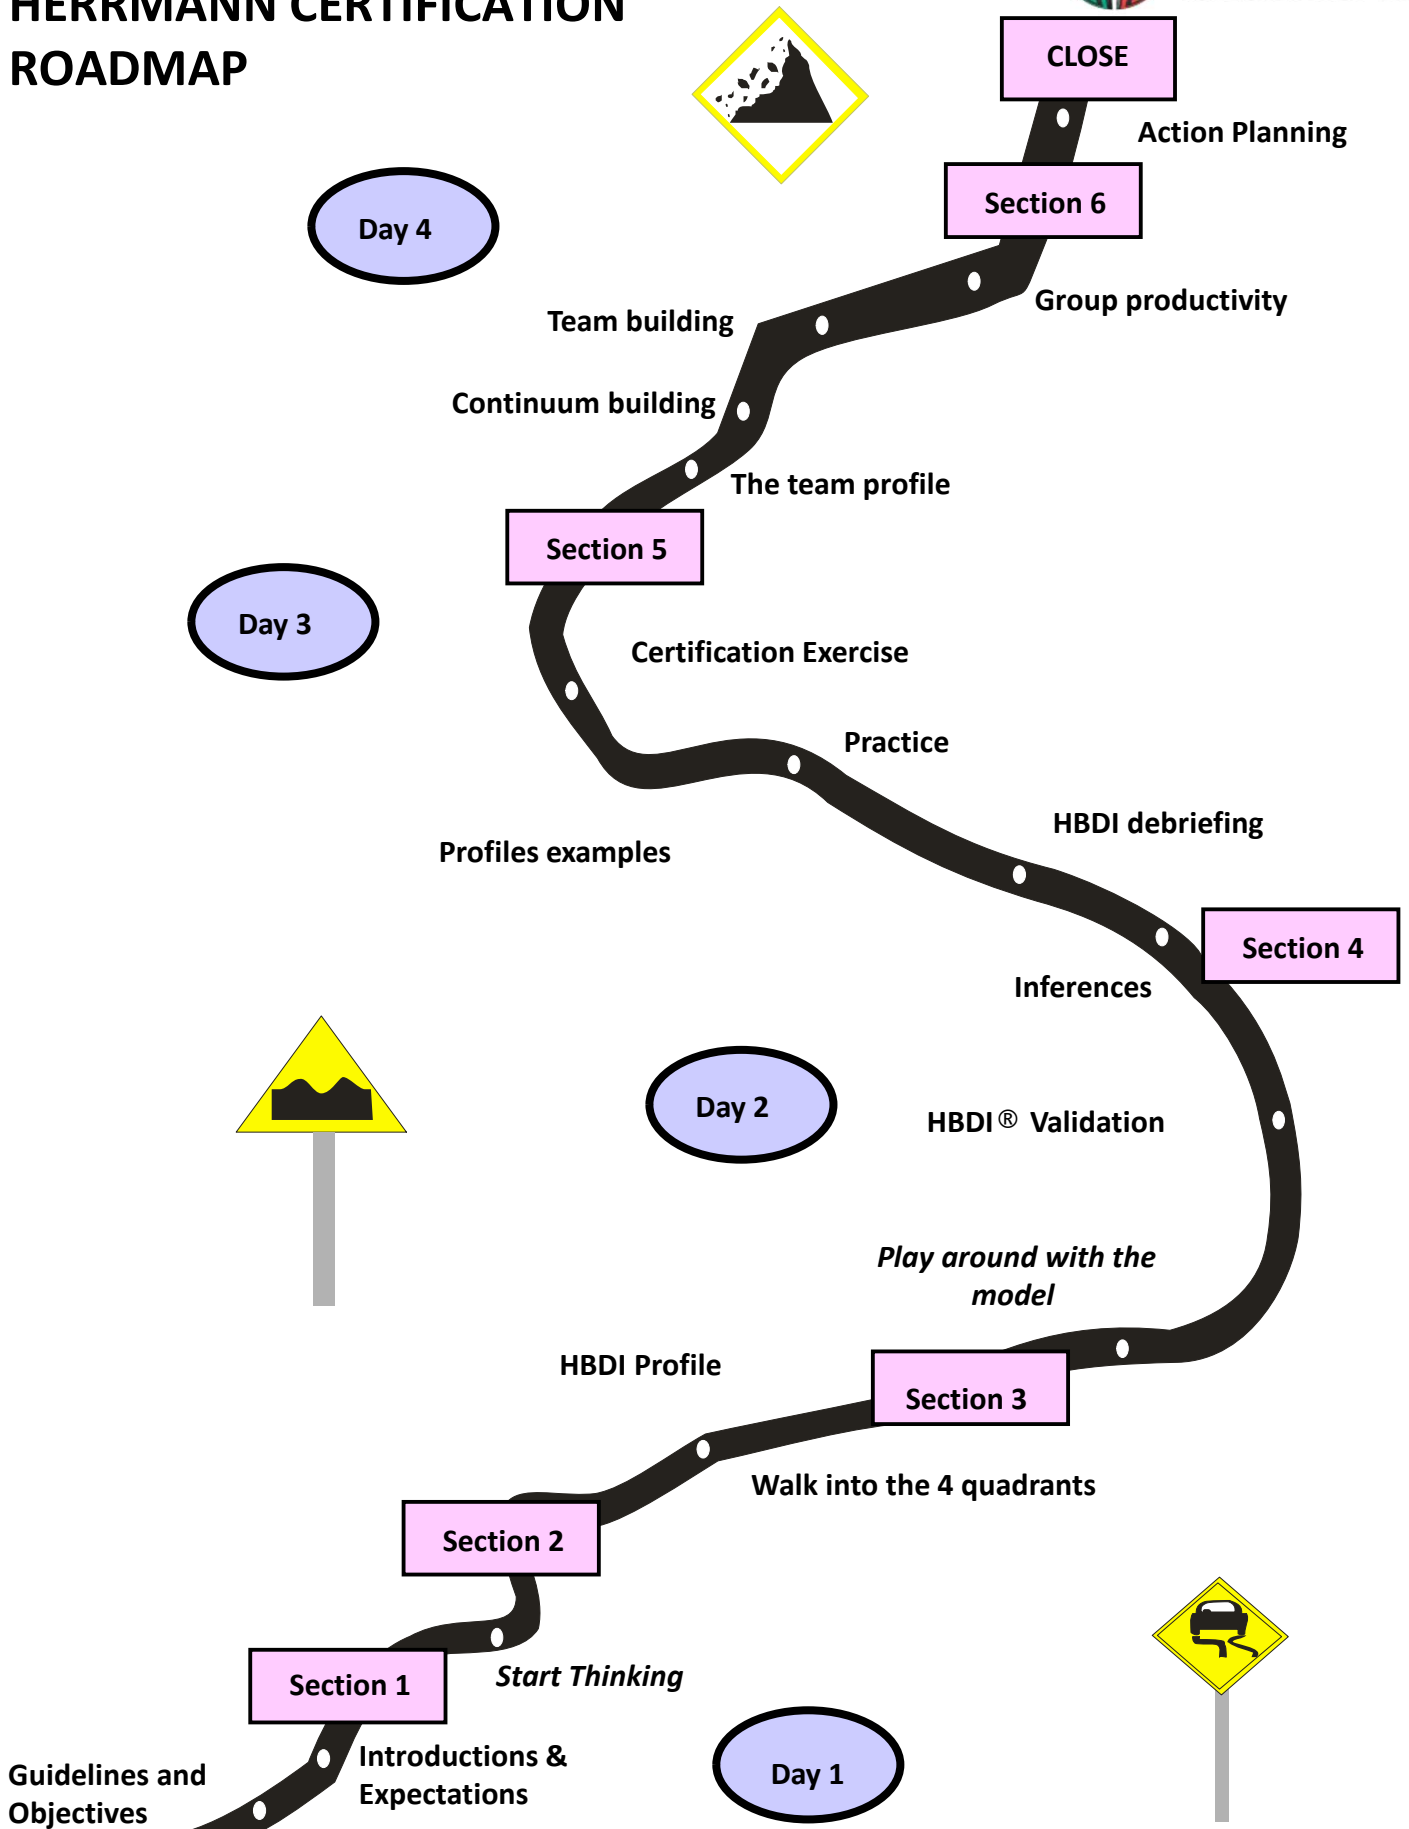 HERRMANN CERTIFICATION
ROADMAP
CLOSE
Action Planning
Section 6
Day 4
Group productivity
Team building
Continuum building
The team profile
Section 5
Day 3
Certification Exercise
Practice
HBDI debriefing
Profiles examples
Section 4
Inferences
Day 2
HBDI® Validation
Play around with the
model
HBDI Profile
Section 3
Walk into the 4 quadrants
Section 2
Start Thinking
Section 1
Introductions &
Expectations
Day 1
Guidelines and
Objectives